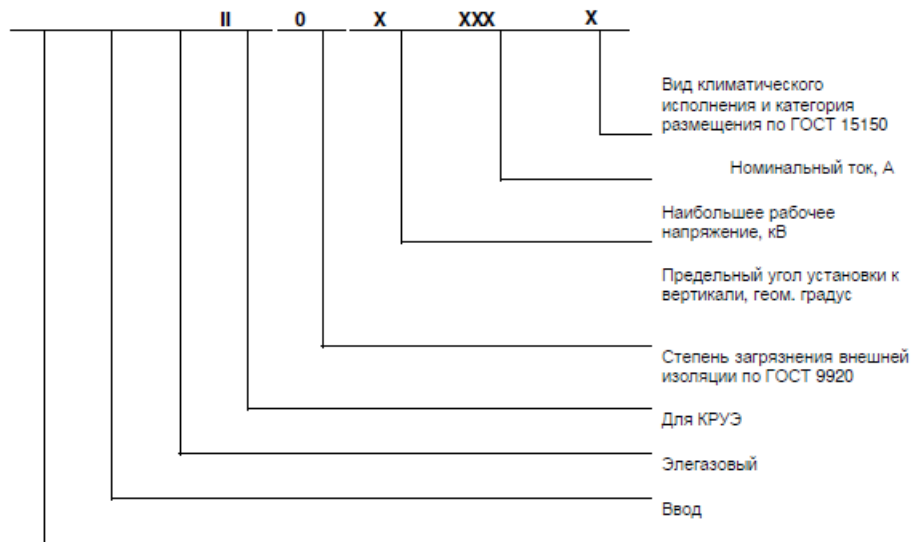 II 0 X XXX X
Вид климатического
исполнения и категория
размещения по ГОСТ 15150
Номинальный ток, А
Наибольшее рабочее
напряжение, кВ
Предельный угол установки к
вертикали, геом. градус
Степень загрязнения внешней
изоляции по ГОСТ 9920
Для КРУЭ
Элегазовый
Ввод